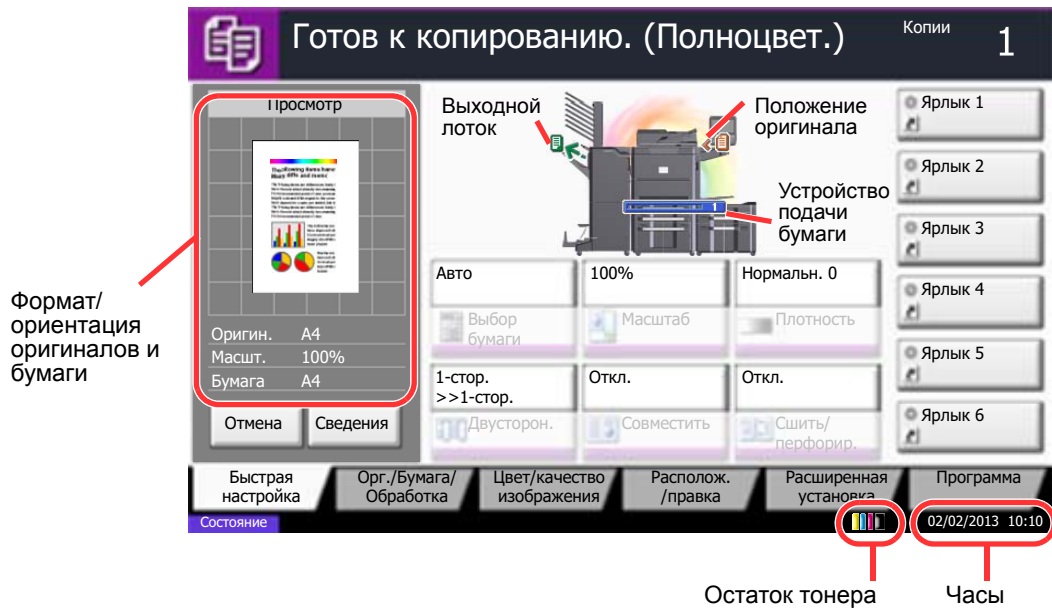 Готов к копированию. (Полноцвет.)
Копии
1
Просмотр
Оригин. A4
Масшт. 100%
Бумага A4
Отмена
Сведения
Формат/
ориентация
оригиналов и
бумаги
Выходной
лоток
Положение
оригинала
Устройство
подачи
бумаги
1
Авто
Выбор
бумаги
100%
Масштаб
Нормальн. 0
Плотность
1-стор.
>>1-стор.
Двусторон.
Откл.
Совместить
Откл.
Сшить/
перфорир.
Ярлык 1
Ярлык 2
Ярлык 3
Ярлык 4
Ярлык 5
Ярлык 6
Быстрая
настройка
Орг./Бумага/
Обработка
Цвет/качество
изображения
Располож.
/правка
Расширенная
установка
Программа
Состояние
02/02/2013 10:10
Остаток тонера
Часы